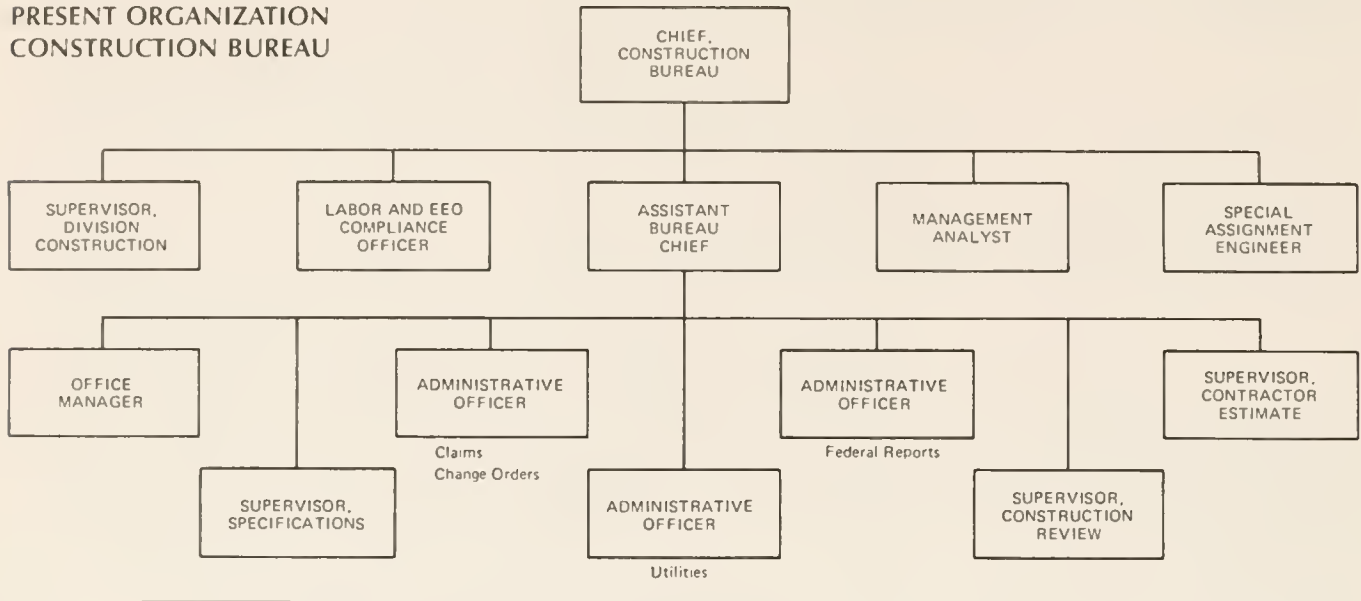 PRESENT ORGANIZATION
CONSTRUCTION BUREAU
CHIEF,
CONSTRUCTION
BUREAU
SUPERVISOR,
DIVISION
CONSTRUCTION
LABOR AND EEO
COMPLIANCE
OFFICER
ASSISTANT
BUREAU
CHIEF
MANAGEMENT
ANALYST
SPECIAL
ASSIGNMENT
ENGINEER
OFFICE
MANAGER
ADMINISTRATIVE
OFFICER
Claims
Change Orders
ADMINISTRATIVE
OFFICER
Federal Reports
SUPERVISOR,
CONTRACTOR
ESTIMATE
SUPERVISOR,
SPECIFICATIONS
ADMINISTRATIVE
OFFICER
Utilities
SUPERVISOR,
CONSTRUCTION
REVIEW